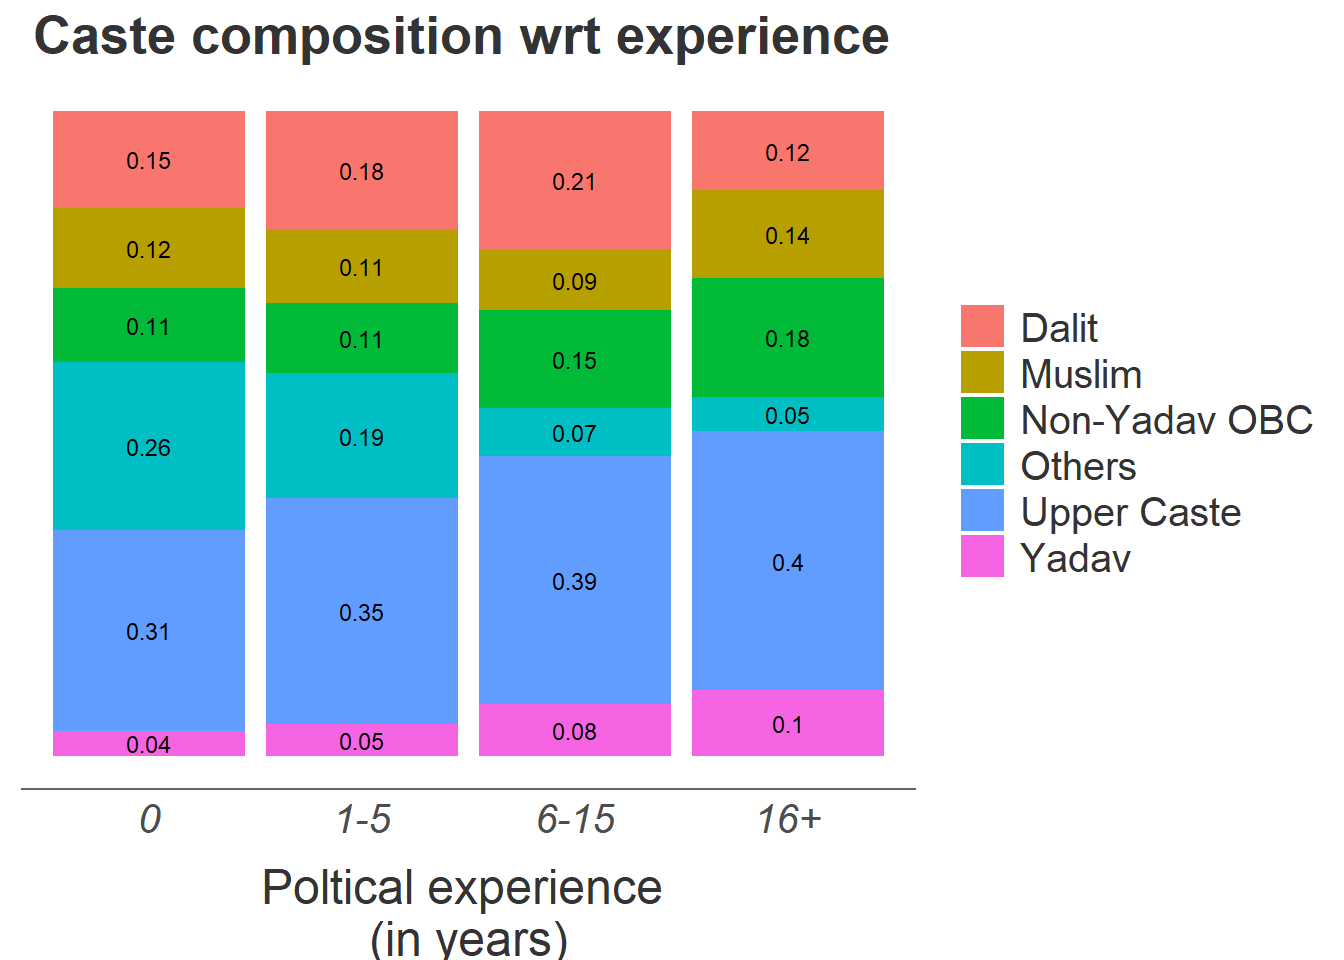 Caste composition wrt experience
0.15
0.12
0.11
0.26
0.31
0.04
0.18
0.11
0.11
0.19
0.35
0.05
0.21
0.09
0.15
0.07
0.39
0.08
0.12
0.14
0.18
0.05
0.4
0.1
Dalit
Muslim
Non-Yadav OBC
Others
Upper Caste
Yadav
0 1-5 6-15 16+
Poltical experience
(in years)